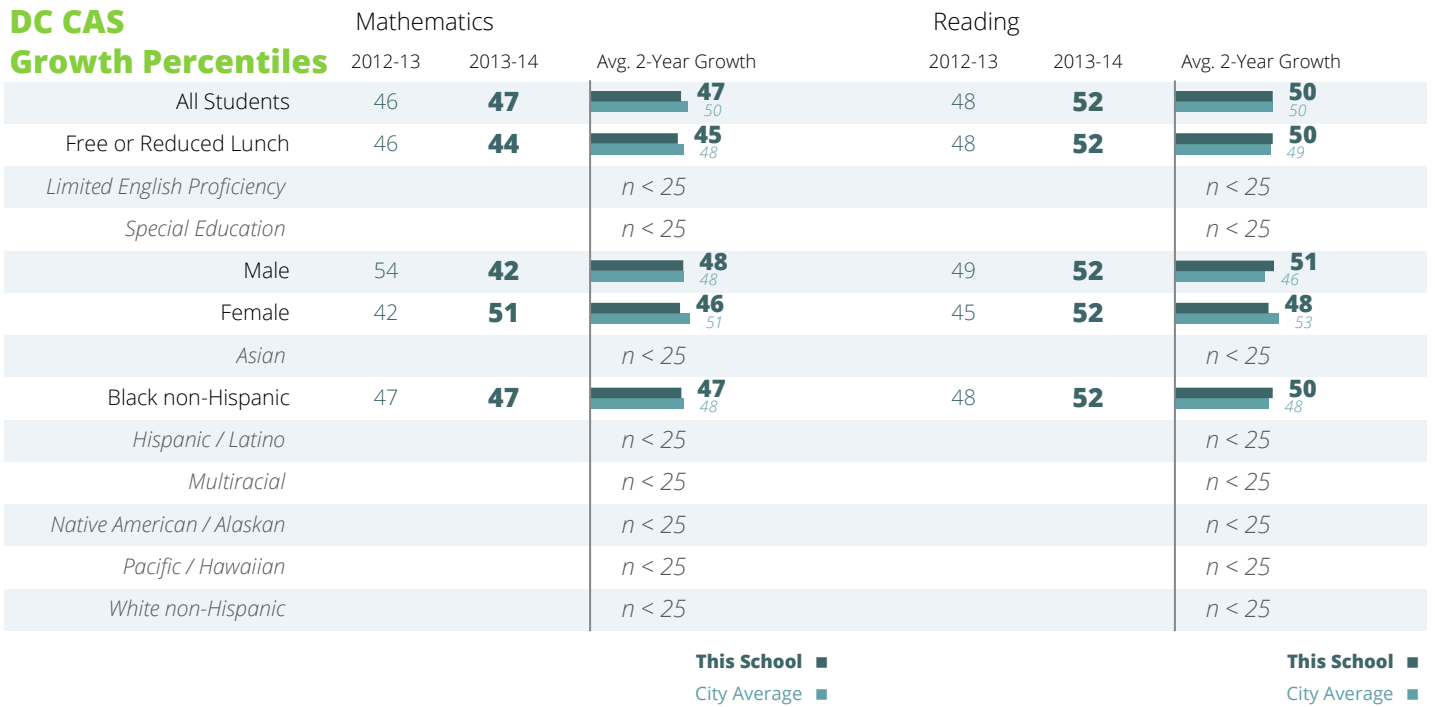 DC CAS
Growth Percentiles
Mathematics Reading
2012-13 2013-14 Avg. 2-Year Growth 2012-13 2013-14 Avg. 2-Year Growth
All Students 46 47 47 50 48 52 50 50
Free or Reduced Lunch 46 44 45 48 48 52 50 49
Limited English Proficiency n < 25 n < 25
Special Education n < 25 n < 25
Male 54 42 48 48 49 52 51 46
Female 42 51 46 51 45 52 48 53
Asian n < 25 n < 25
Black non-Hispanic 47 47 47 48 48 52 50 48
Hispanic / Latino n < 25 n < 25
Multiracial n < 25 n < 25
Native American / Alaskan n < 25 n < 25
Pacific / Hawaiian n < 25 n < 25
White non-Hispanic n < 25 n < 25
This School This School
City Average City Average